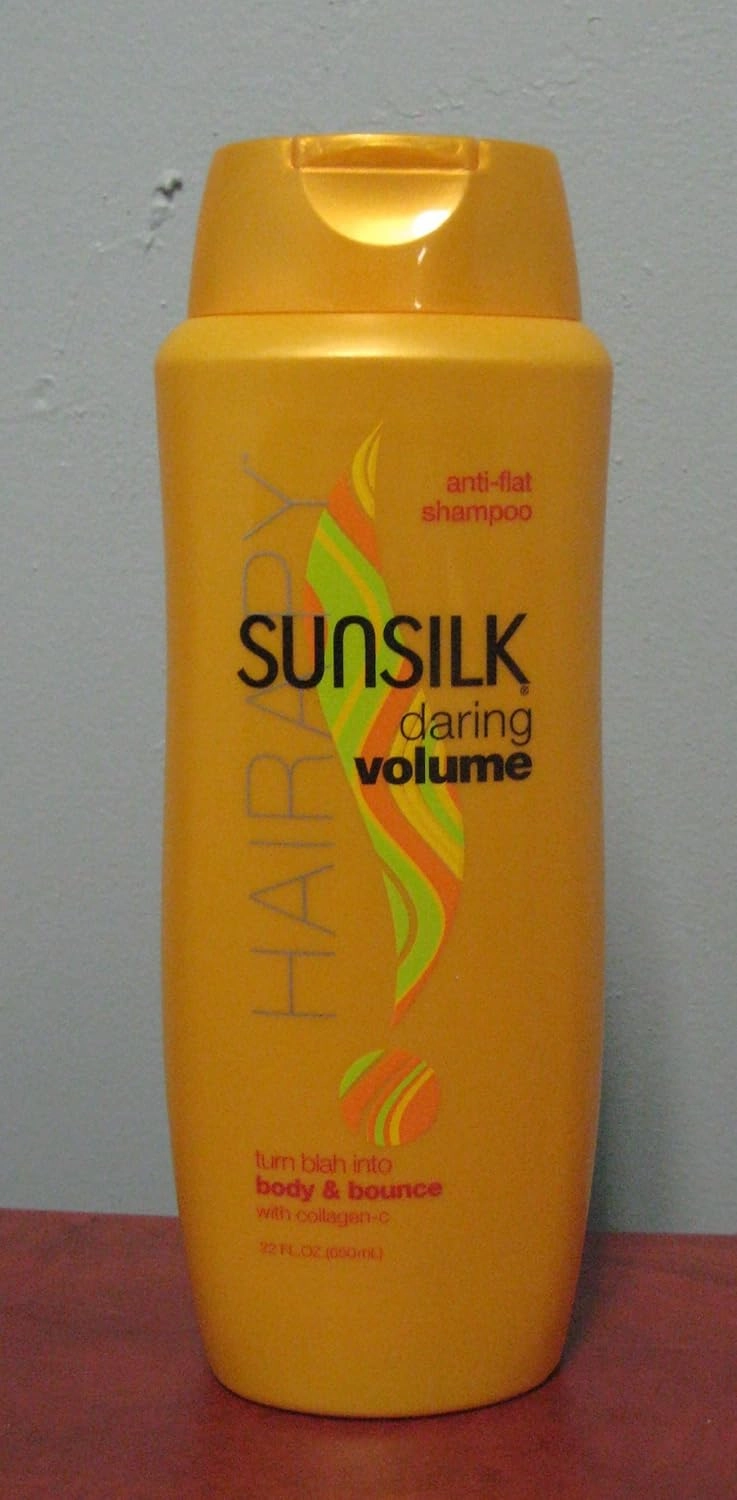 anti-flat
shampoo
HAIRAPY
SUNSILK®
daring
volume
turn blah into
body & bounce
with collagen-c
22 FL.OZ.(650mL)